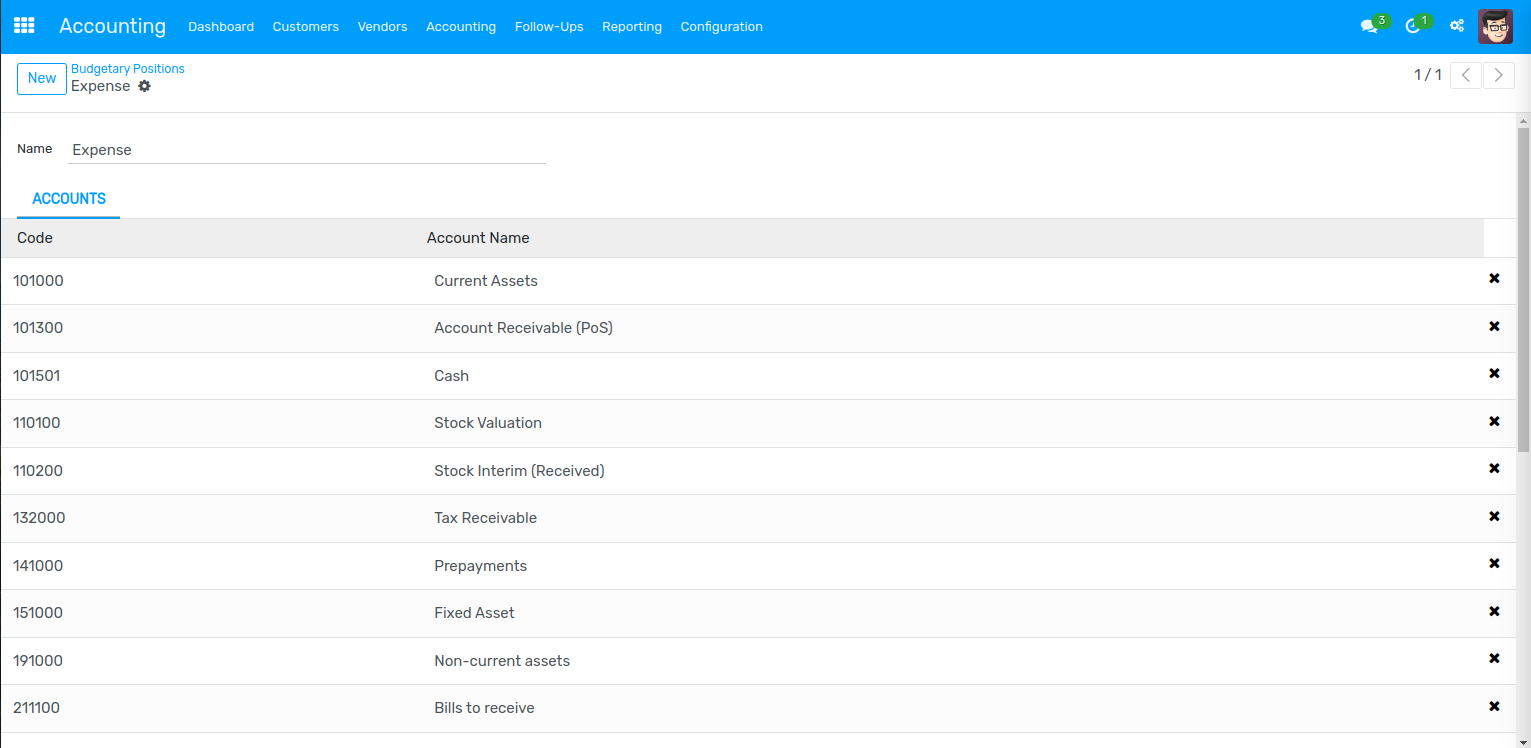 Accounting Dashboard Customers Vendors Accounting Follow-Ups Reporting Configuration 3 1
New Budgetary Positions
Expense 1 / 1
Name Expense
ACCOUNTS
Code Account Name
101000 Current Assets
101300 Account Receivable (PoS)
101501 Cash
110100 Stock Valuation
110200 Stock Interim (Received)
132000 Tax Receivable
141000 Prepayments
151000 Fixed Asset
191000 Non-current assets
211100 Bills to receive